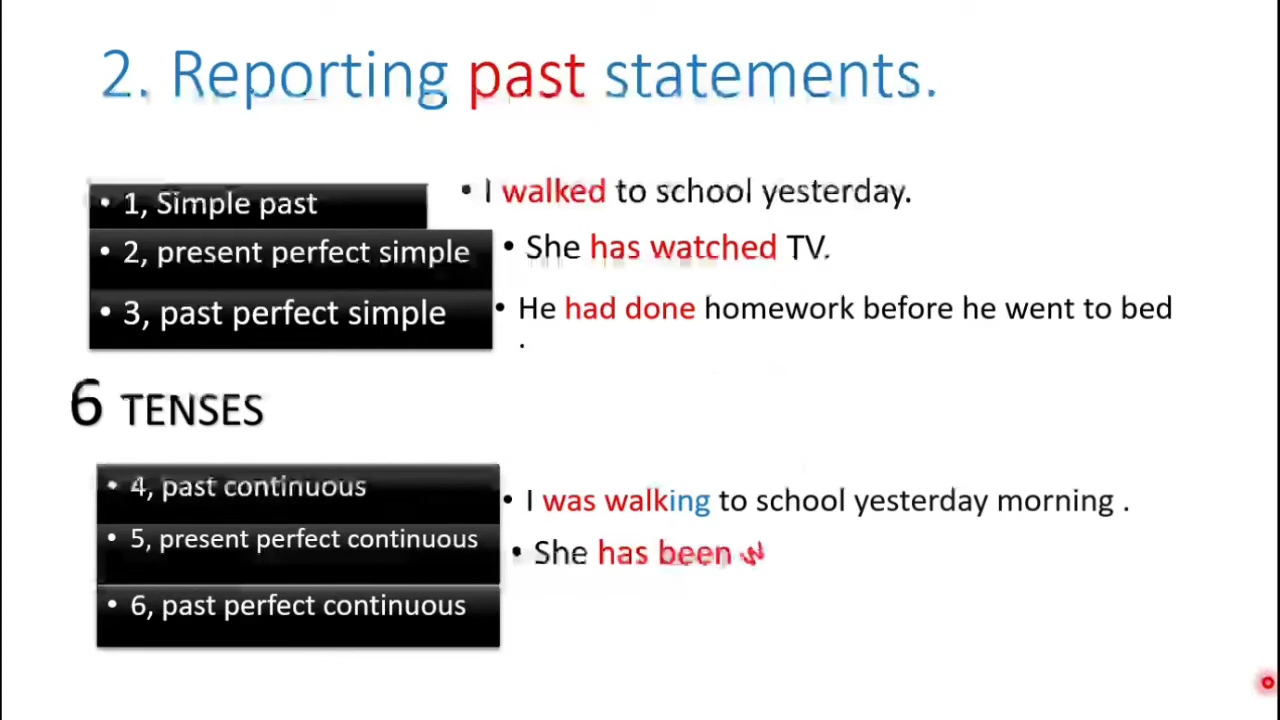 2. Reporting past statements.
• 1, Simple past
• I walked to school yesterday.
• 2, present perfect simple
• She has watched TV.
• 3, past perfect simple
• He had done homework before he went to bed
.
6 TENSES
• 4, past continuous
• I was walking to school yesterday morning .
• 5, present perfect continuous
• She has been
• 6, past perfect continuous